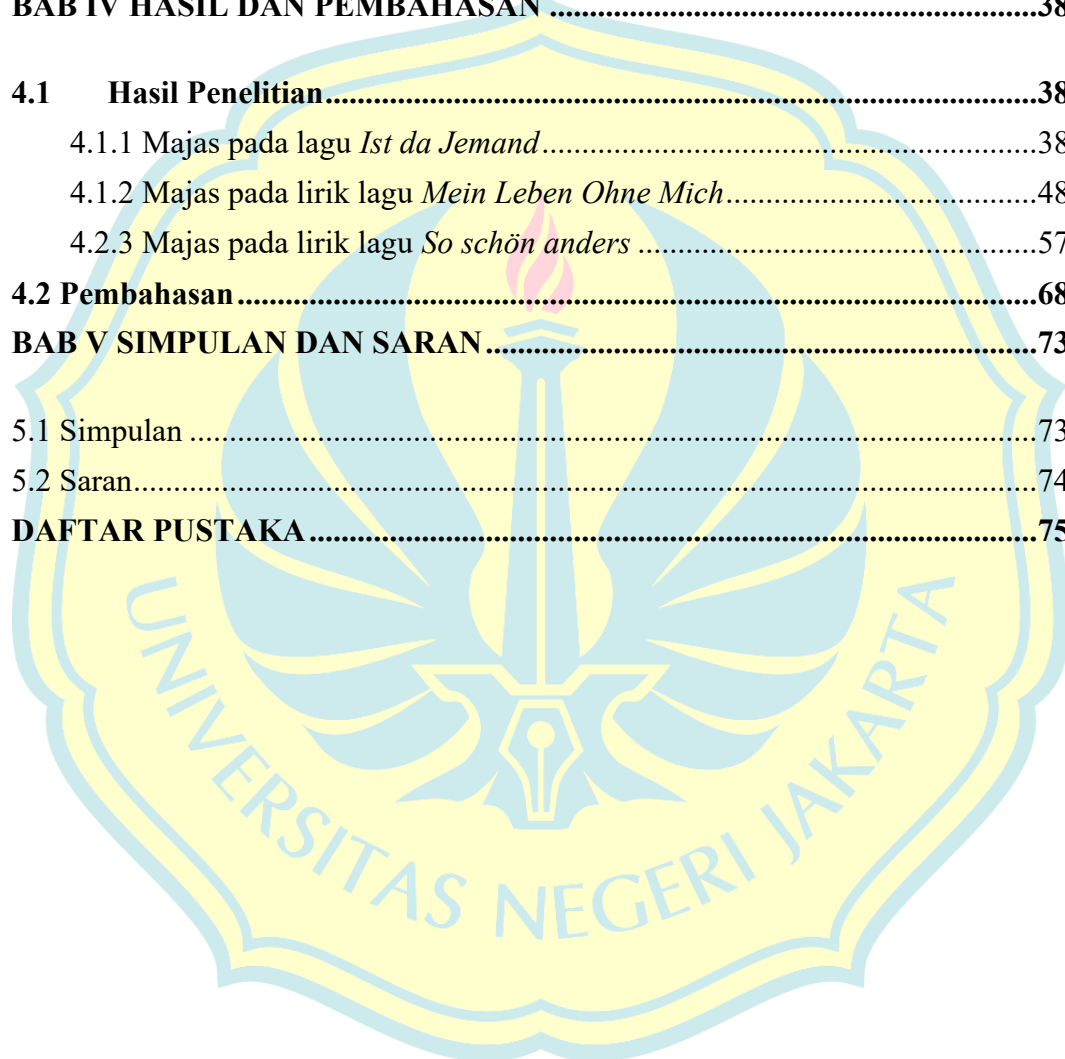 BAB IV HASIL DAN PEMBAHASAN ..........................................................................38
4.1 Hasil Penelitian.......................................................................................38
4.1.1 Majas pada lagu Ist da Jemand............................................................38
4.1.2 Majas pada lirik lagu Mein Leben Ohne Mich......................................48
4.2.3 Majas pada lirik lagu So schön anders ................................................57
4.2 Pembahasan.................................................................................................68
BAB V SIMPULAN DAN SARAN..................................................................73
5.1 Simpulan ......................................................................................................73
5.2 Saran.............................................................................................................74
DAFTAR PUSTAKA.......................................................................................75
UNIVERSITAS NEGERI JAKARTA